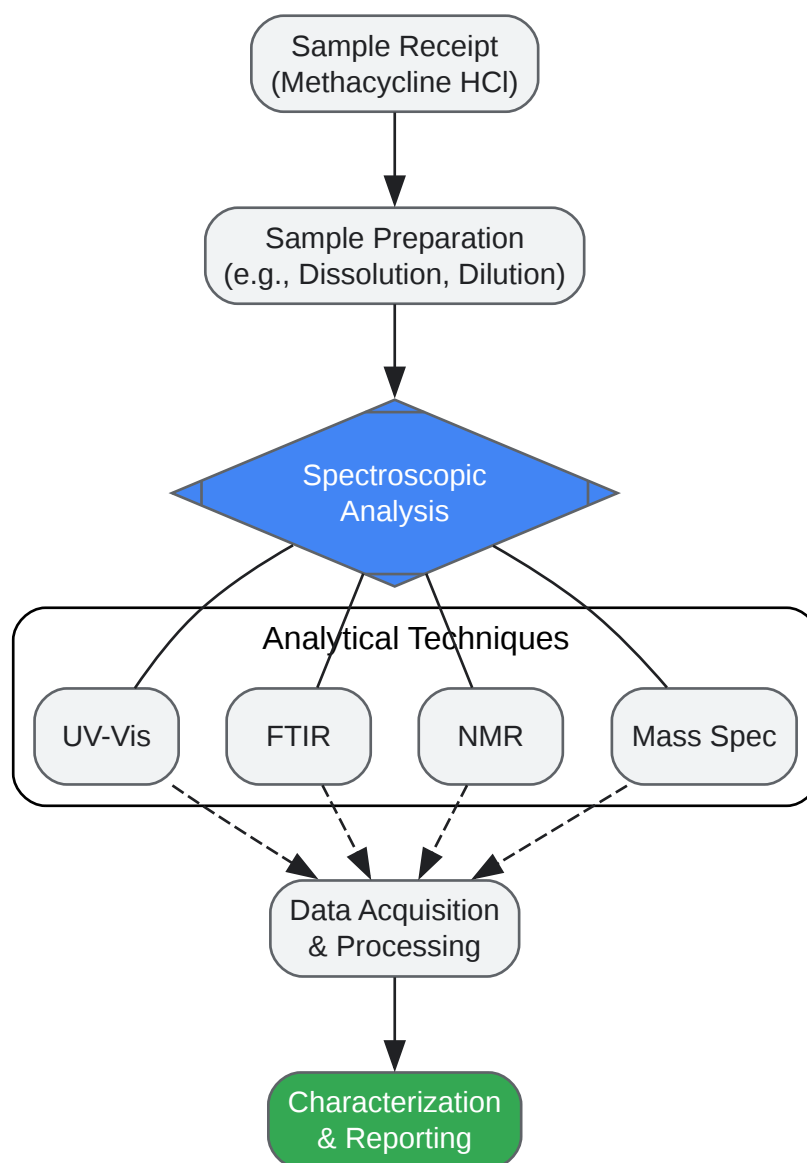 Sample Receipt
(Methacycline HCl)
Sample Preparation
(e.g., Dissolution, Dilution)
Spectroscopic
Analysis
Analytical Techniques
UV-Vis
FTIR
NMR
Mass Spec
Data Acquisition
& Processing
Characterization
& Reporting